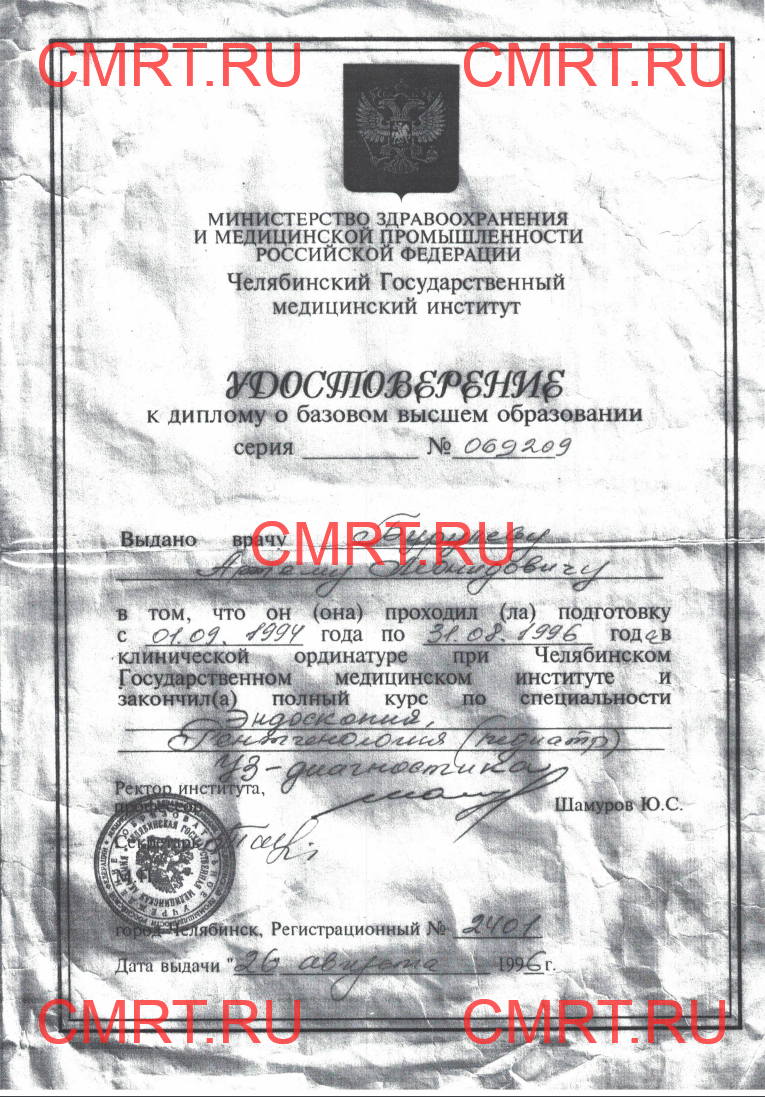 CMRT.RU CMRT.RU
МИНИСТЕРСТВО ЗДРАВООХРАНЕНИЯ
И МЕДИЦИНСКОЙ ПРОМЫШЛЕННОСТИ
РОССИЙСКОЙ ФЕДЕРАЦИИ
Челябинский Государственный
медицинский институт
УДОСТОВЕРЕНИЕ
к диплому о базовом высшем образовании
серия № 069209
CMRT.RU
Выдано врачу
Артему Леонидовичу
в том, что он (она) проходил (ла) подготовку
с 01.09. 1994 года по 31.08. 1996 года в
клинической ординатуре при Челябинском
Государственном медицинском институте и
закончил(а) полный курс по специальности
Эндоскопия,
Рентгенология (педиатр)
УЗ-диагностика
Ректор института,
профессор Шамуров Ю.С.
Секретарь
М.П.
город Челябинск, Регистрационный № 2401
Дата выдачи "26 августа 1996г.
CMRT.RU CMRT.RU